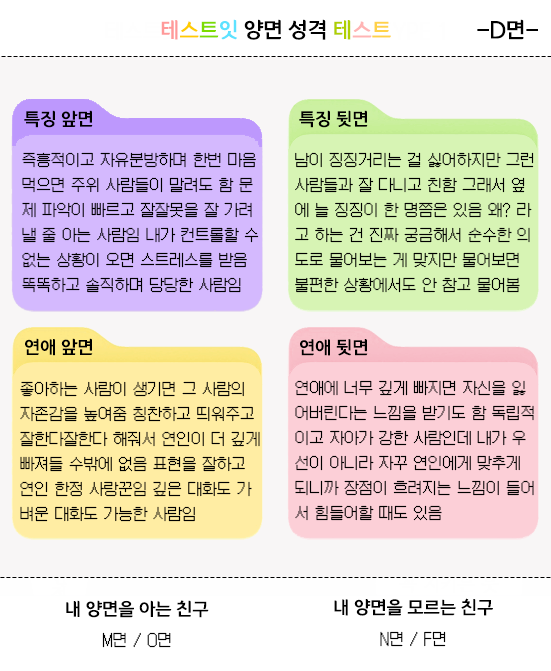 테스트잇 양면 성격 테스트
-D면-
특징 앞면
즉흥적이고 자유분방하며 한번 마음
먹으면 주위 사람들이 말려도 함 문
제 파악이 빠르고 잘잘못을 잘 가려
낼 줄 아는 사람임 내가 컨트롤할 수
없는 상황이 오면 스트레스를 받음
똑똑하고 솔직하며 당당한 사람임
특징 뒷면
남이 징징거리는 걸 싫어하지만 그런
사람들과 잘 다니고 친함 그래서 옆
에 늘 징징이 한 명쯤은 있음 왜? 라
고 하는 건 진짜 궁금해서 순수한 의
도로 물어보는 게 맞지만 물어보면
불편한 상황에서도 안 참고 물어봄
연애 앞면
좋아하는 사람이 생기면 그 사람의
자존감을 높여줌 칭찬하고 띄워주고
잘한다잘한다 해줘서 연인이 더 깊게
빠져들 수밖에 없음 표현을 잘하고
연인 한정 사랑꾼임 깊은 대화도 가
벼운 대화도 가능한 사람임
연애 뒷면
연애에 너무 깊게 빠지면 자신을 잃
어버린다는 느낌을 받기도 함 독립적
이고 자아가 강한 사람인데 내가 우
선이 아니라 자꾸 연인에게 맞추게
되니까 장점이 흐려지는 느낌이 들어
서 힘들어할 때도 있음
내 양면을 아는 친구
M면 / O면
내 양면을 모르는 친구
N면 / F면